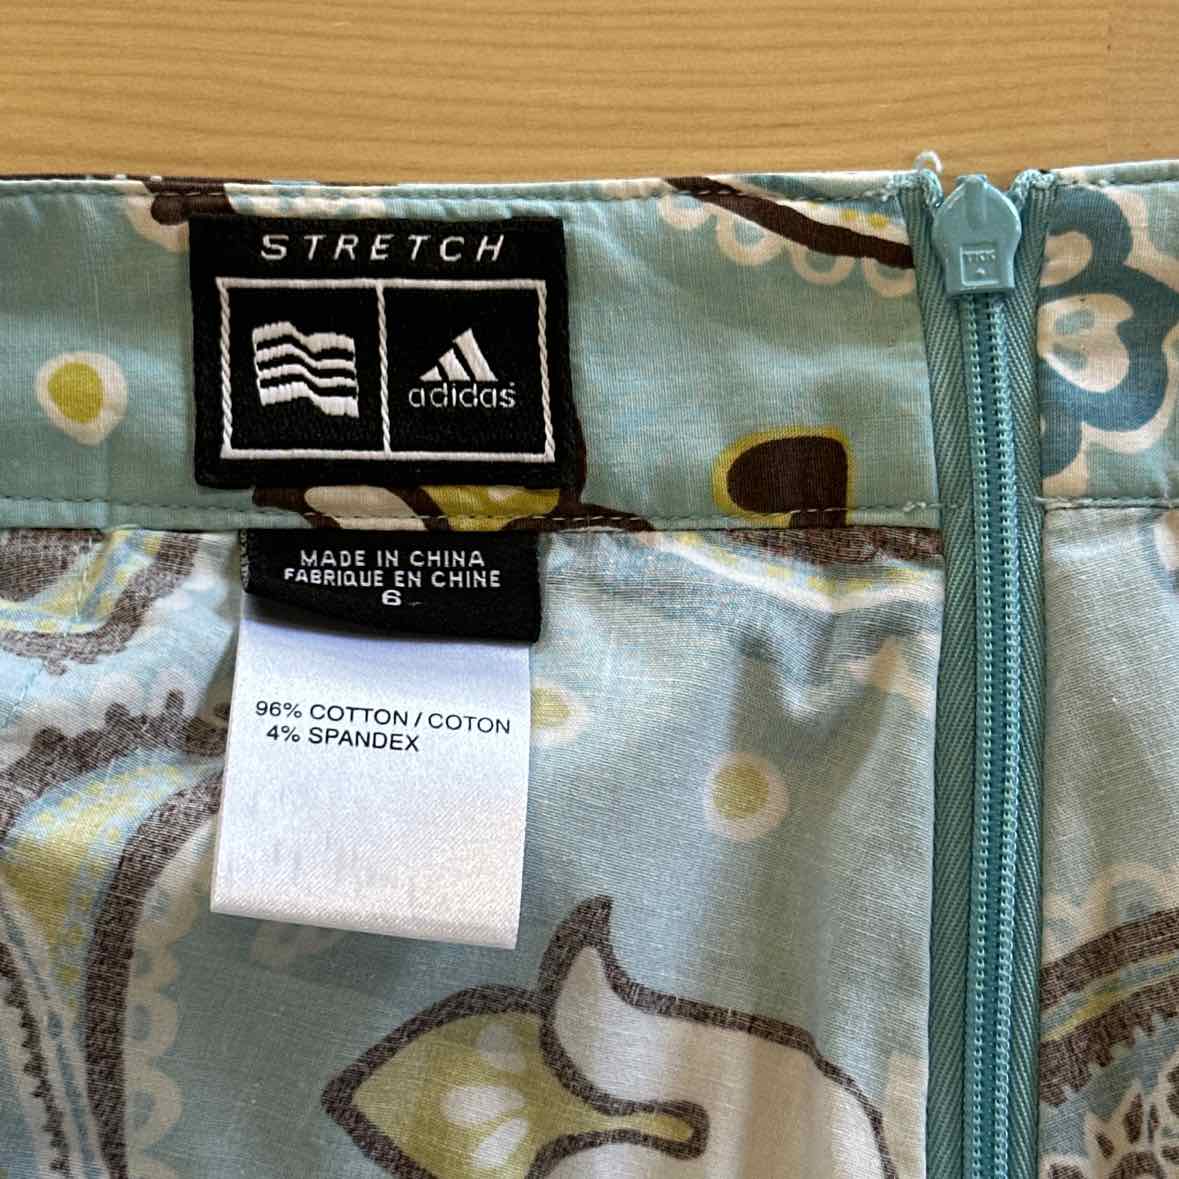 STRETCH
adidas
MADE IN CHINA
FABRIQUE EN CHINE
6
96% COTTON / COTON
4% SPANDEX